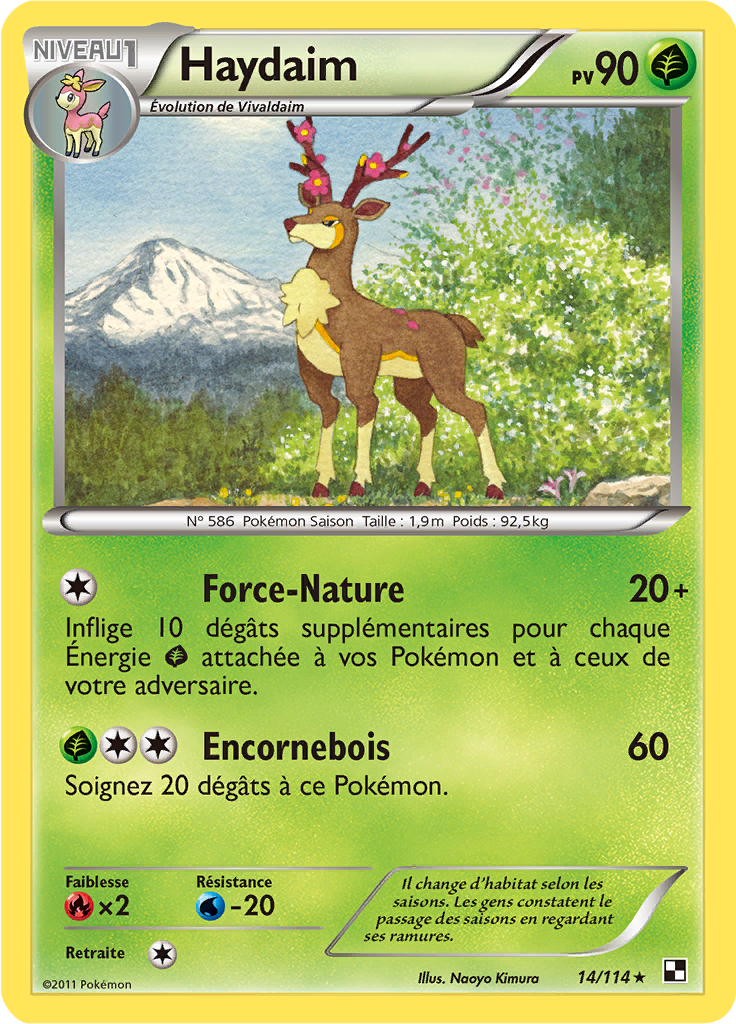 NIVEAU 1
Haydaim
PV 90
Évolution de Vivaldaim
N° 586 Pokémon Saison Taille : 1,9 m Poids : 92,5 kg
Force-Nature 20+
Inflige 10 dégâts supplémentaires pour chaque
Énergie attachée à vos Pokémon et à ceux de
votre adversaire.
Encornebois 60
Soignez 20 dégâts à ce Pokémon.
Faiblesse
×2
Résistance
-20
Il change d'habitat selon les
saisons. Les gens constatent le
passage des saisons en regardant
ses ramures.
Retraite
©2011 Pokémon
Illus. Naoyo Kimura
14/114 ★